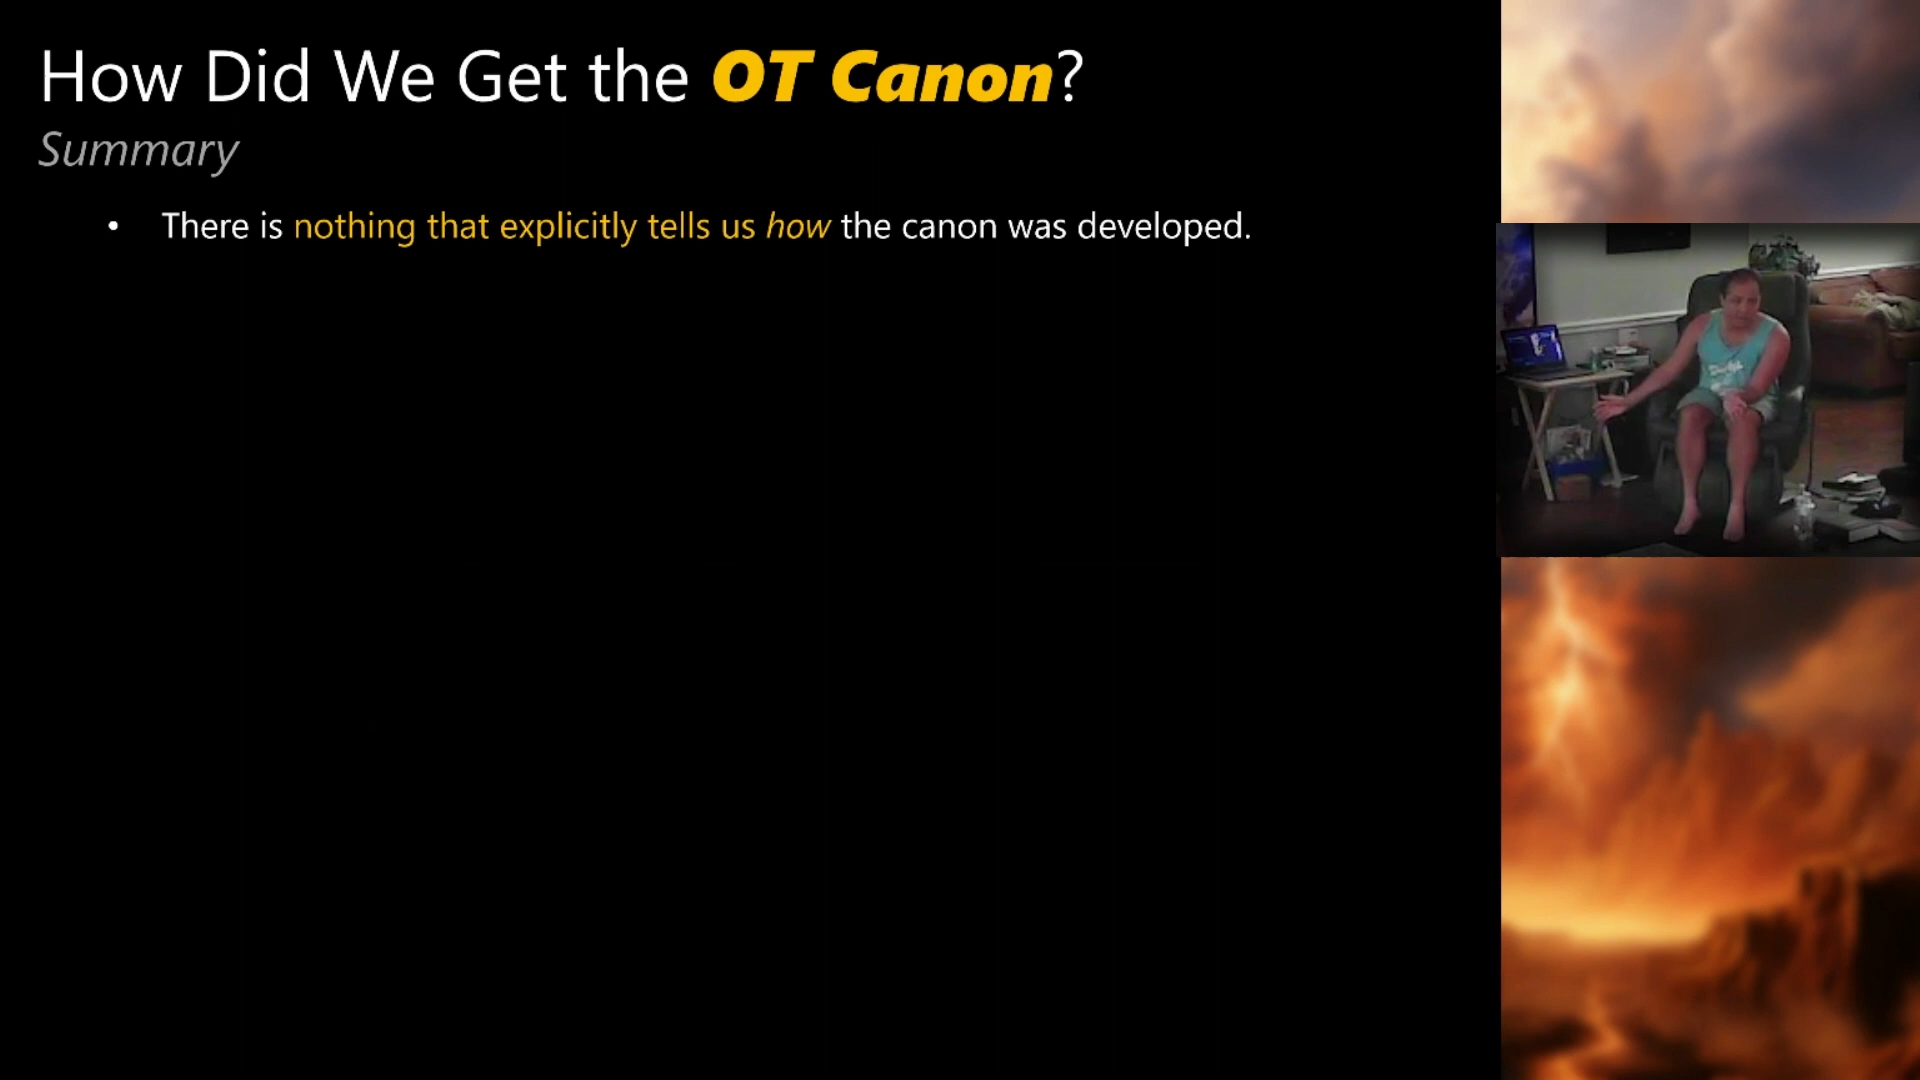 How Did We Get the OT Canon?
Summary
• There is nothing that explicitly tells us how the canon was developed.